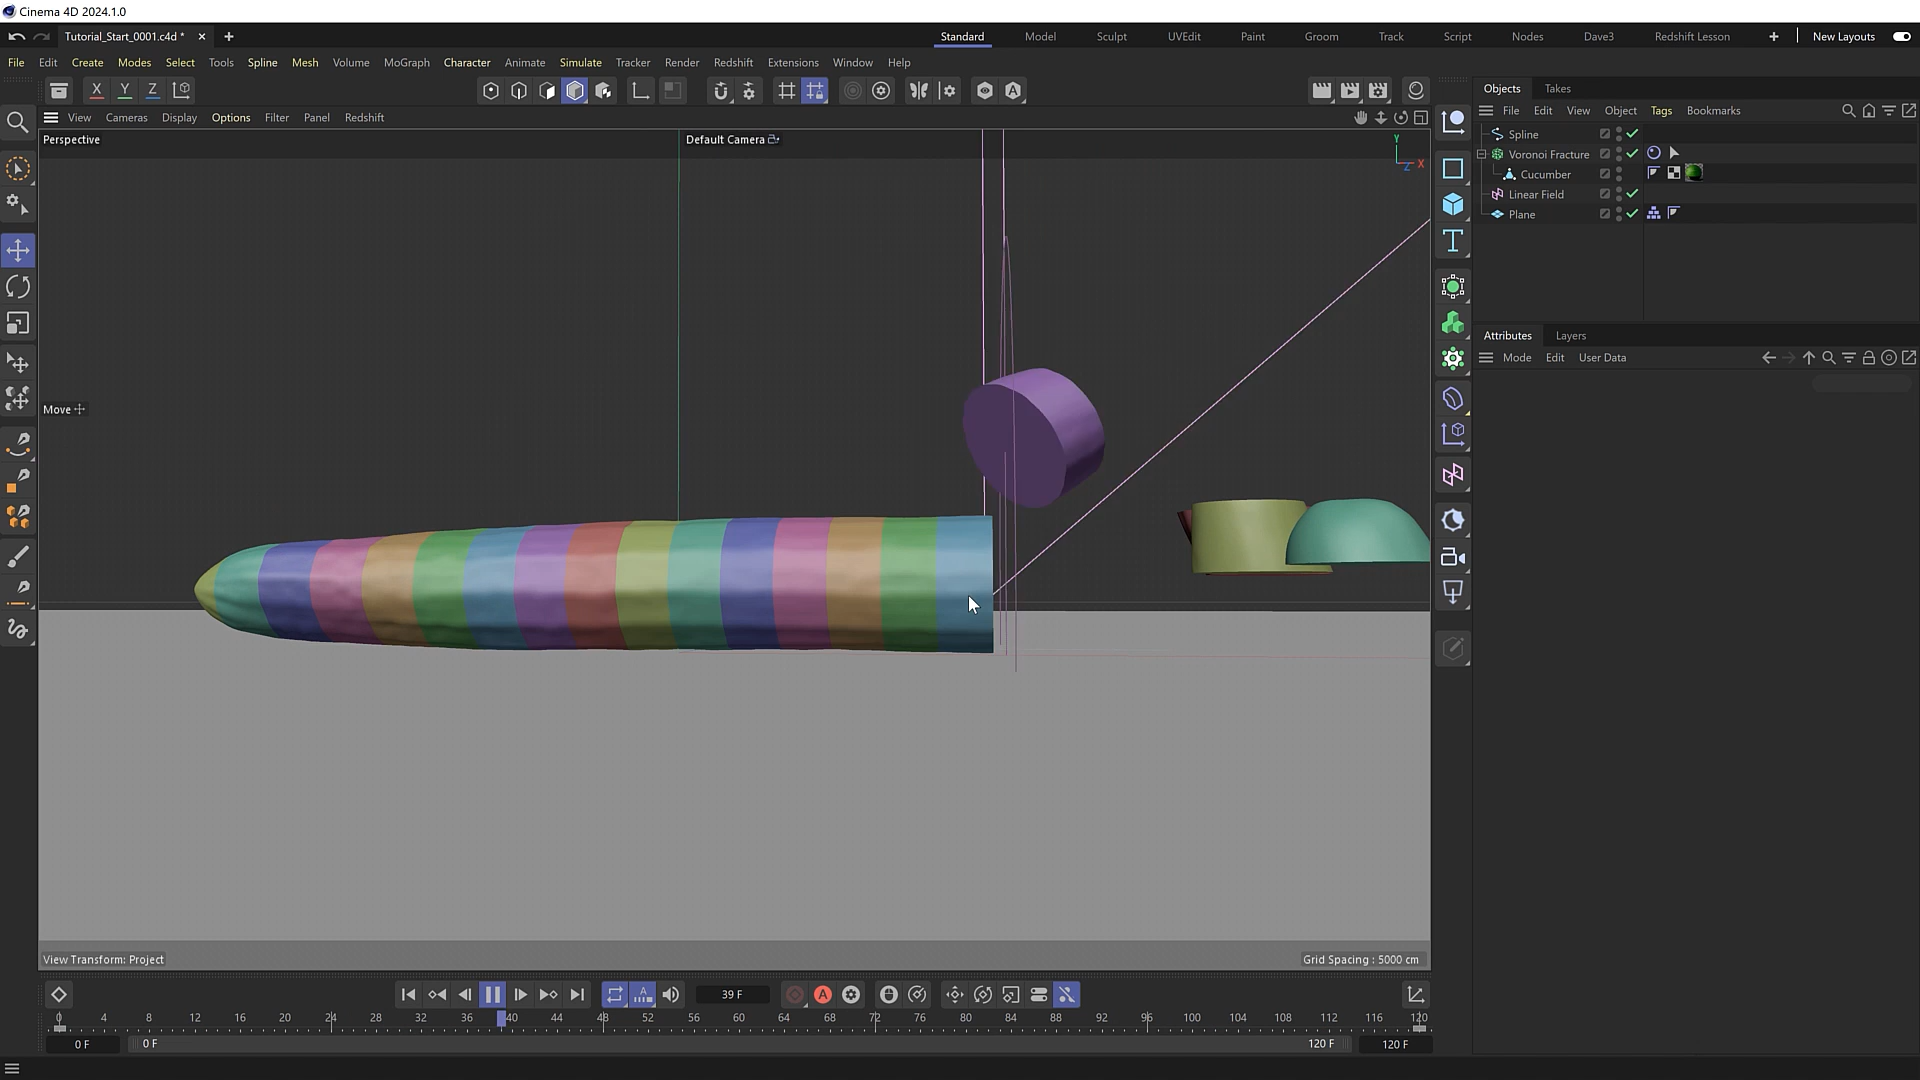 Cinema 4D 2024.1.0
Tutorial_Start_0001.c4d *
Standard Model Sculpt UVEdit Paint Groom Track Script Nodes Dave3 Redshift Lesson New Layouts
File Edit Create Modes Select Tools Spline Mesh Volume MoGraph Character Animate Simulate Tracker Render Redshift Extensions Window Help
X Y Z
Objects Takes
File Edit View Object Tags Bookmarks
View Cameras Display Options Filter Panel Redshift
Perspective
Default Camera
Y
Z X
Spline
Voronoi Fracture
Cucumber
Linear Field
Plane
Attributes Layers
Mode Edit User Data
Move
View Transform: Project
Grid Spacing : 5000 cm
39 F
0 4 8 12 16 20 24 28 32 36 40 44 48 52 56 60 64 68 72 76 80 84 88 92 96 100 104 108 112 116 120
0 F 0 F 120 F 120 F